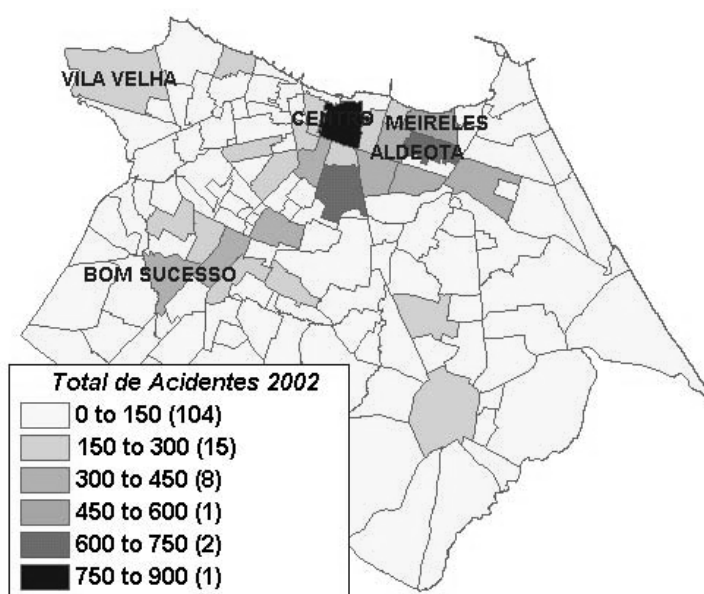 VILA VELHA
CENTRO
MEIRELES
ALDEOTA
BOM SUCESSO
Total de Acidentes 2002
0 to 150 (104)
150 to 300 (15)
300 to 450 (8)
450 to 600 (1)
600 to 750 (2)
750 to 900 (1)